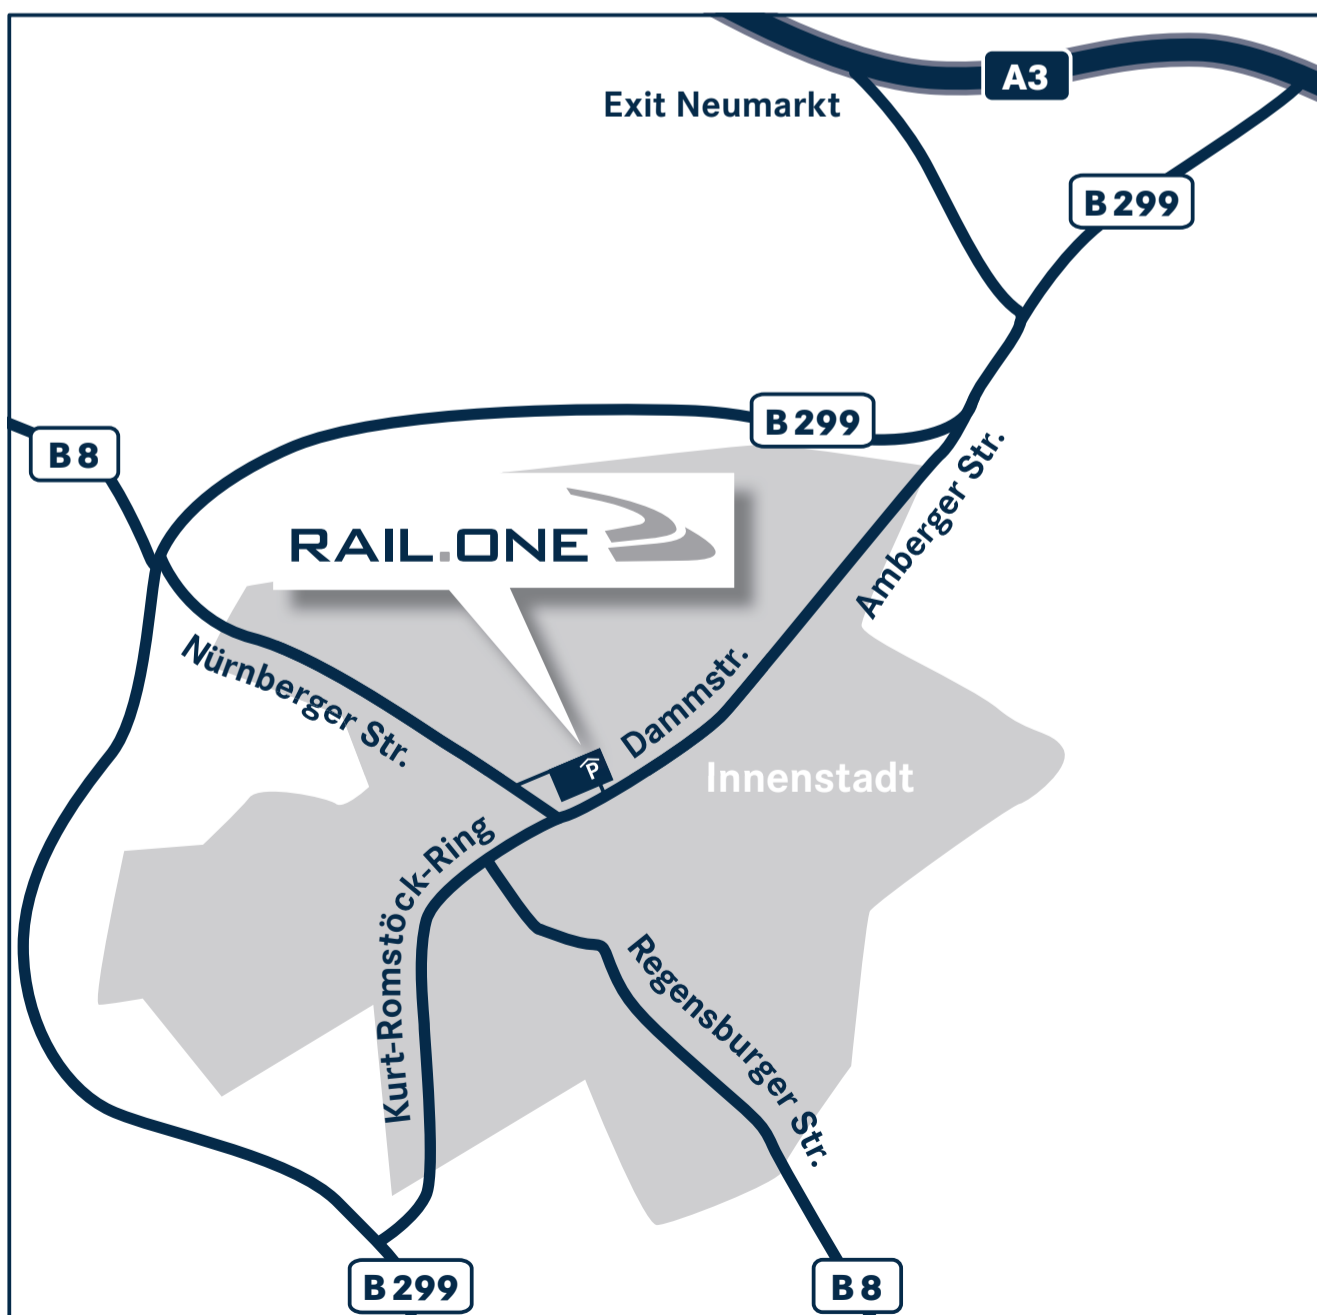 A3
Exit Neumarkt
B 299
B 299
B 8
Amberger Str.
RAIL.ONE
Nürnberger Str.
Dammstr.
P
Innenstadt
Kurt-Romstöck-Ring
Regensburger Str.
B 299
B 8